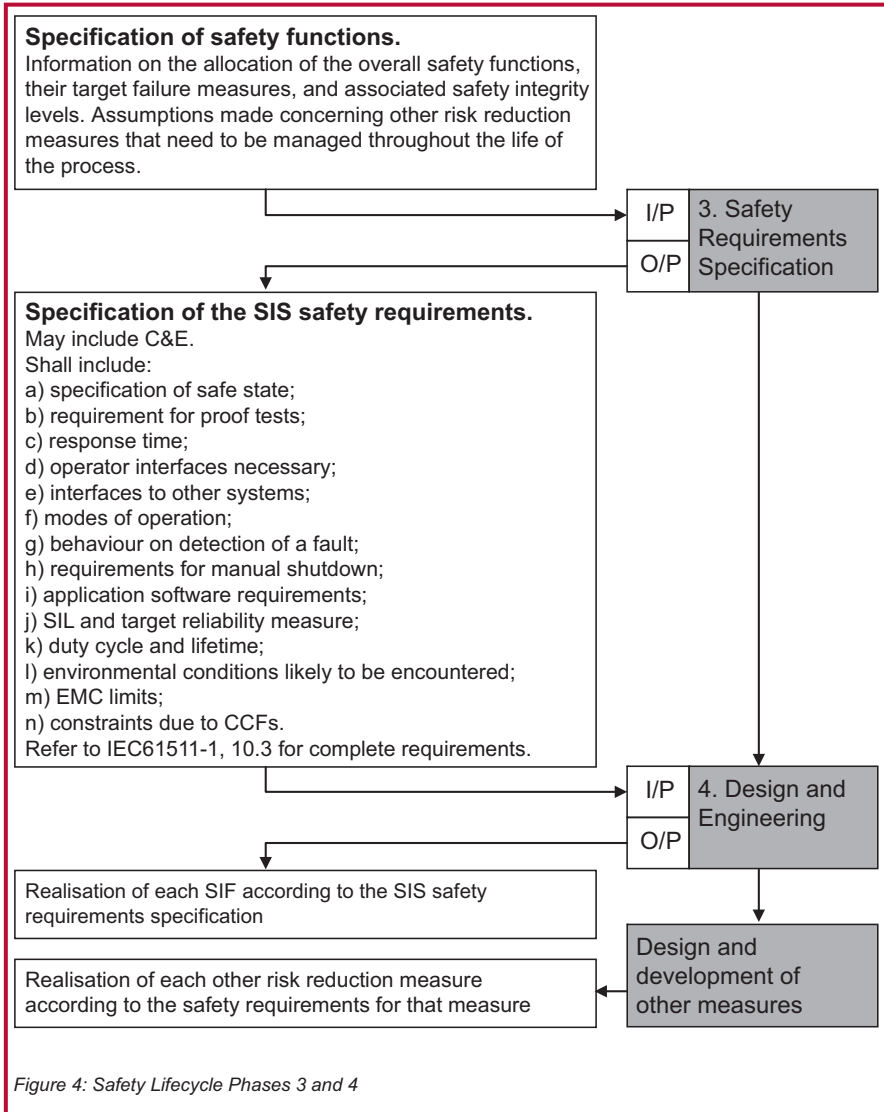 Specification of safety functions.
Information on the allocation of the overall safety functions,
their target failure measures, and associated safety integrity
levels. Assumptions made concerning other risk reduction
measures that need to be managed throughout the life of
the process.
I/P
3. Safety
Requirements
Specification
O/P
Specification of the SIS safety requirements.
May include C&E.
Shall include:
a) specification of safe state;
b) requirement for proof tests;
c) response time;
d) operator interfaces necessary;
e) interfaces to other systems;
f) modes of operation;
g) behaviour on detection of a fault;
h) requirements for manual shutdown;
i) application software requirements;
j) SIL and target reliability measure;
k) duty cycle and lifetime;
l) environmental conditions likely to be encountered;
m) EMC limits;
n) constraints due to CCFs.
Refer to IEC61511-1, 10.3 for complete requirements.
I/P
4. Design and
Engineering
O/P
Realisation of each SIF according to the SIS safety
requirements specification
Design and
development of
other measures
Realisation of each other risk reduction measure
according to the safety requirements for that measure
Figure 4: Safety Lifecycle Phases 3 and 4